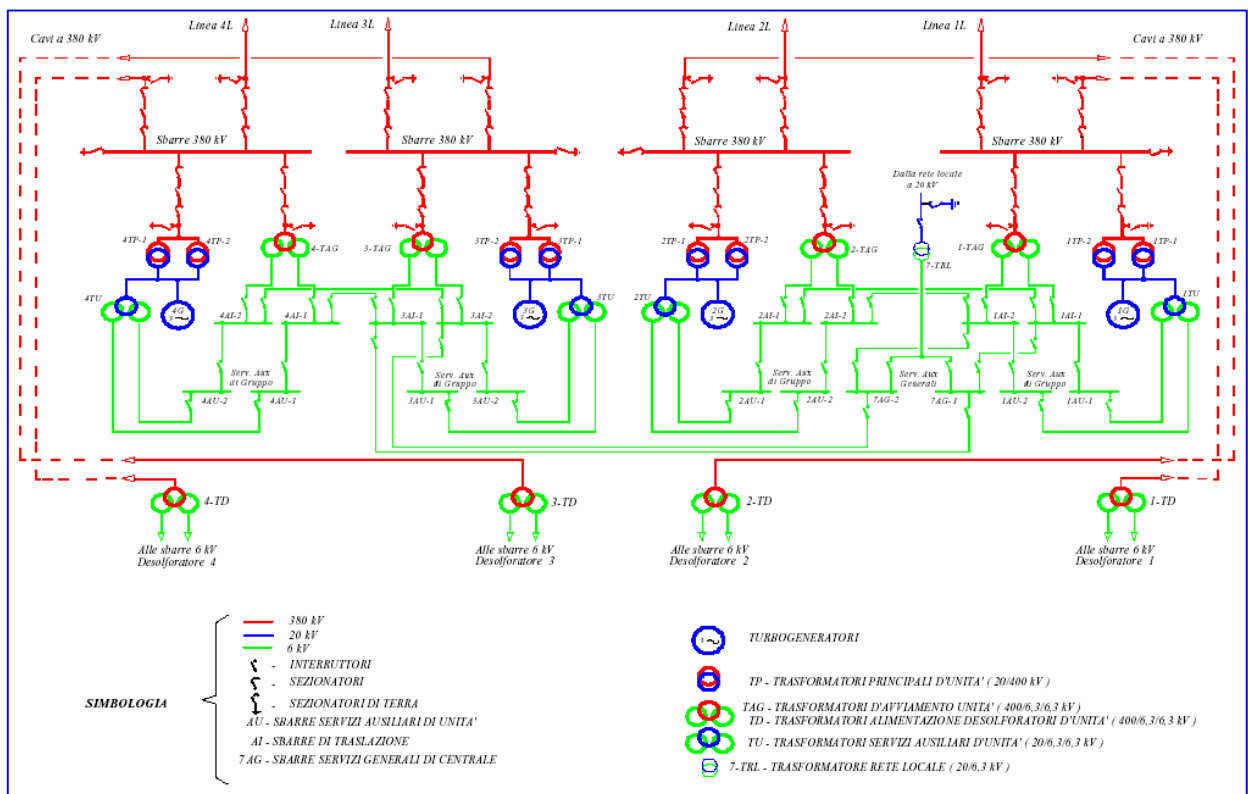 Linea 4L
Linea 3L
Linea 2L
Linea 1L
Cavi a 380 kV
Cavi a 380 kV
Sbarre 380 kV
Sbarre 380 kV
Sbarre 380 kV
Sbarre 380 kV
Dalla rete locale
a 20 kV
4TP-1
4TP-2
4-TAG
3-TAG
3TP-2
3TP-1
2TP-1
2TP-2
2-TAG
7-TRL
1-TAG
1TP-2
1TP-1
4TU
4G
3
3G
3
3TU
2TU
2G
3
1G
3
1TU
4AI-2
4AI-1
3AI-1
3AI-2
2AI-1
2AI-2
1AI-2
1AI-1
Serv. Aux
di Gruppo
Serv. Aux
di Gruppo
Serv. Aux
di Gruppo
Serv. Aux
Generali
Serv. Aux
di Gruppo
4AU-2
4AU-1
3AU-1
3AU-2
2AU-1
2AU-2
7AG-2
7AG-1
1AU-2
1AU-1
4-TD
3-TD
2-TD
1-TD
Alle sbarre 6 kV
Desolforatore 4
Alle sbarre 6 kV
Desolforatore 3
Alle sbarre 6 kV
Desolforatore 2
Alle sbarre 6 kV
Desolforatore 1
SIMBOLOGIA
380 kV
20 kV
6 kV
- INTERRUTTORI
- SEZIONATORI
- SEZIONATORI DI TERRA
AU - SBARRE SERVIZI AUSILIARI DI UNITA'
AI - SBARRE DI TRASLAZIONE
7 AG - SBARRE SERVIZI GENERALI DI CENTRALE
3
TURBOGENERATORI
TP - TRASFORMATORI PRINCIPALI D'UNITA' ( 20/400 kV )
TAG - TRASFORMATORI D'AVVIAMENTO UNITA' ( 400/6,3/6,3 kV )
TD - TRASFORMATORI ALIMENTAZIONE DESOLFORATORI D'UNITA' ( 400/6,3/6,3 kV )
TU - TRASFORMATORI SERVIZI AUSILIARI D'UNITA' ( 20/6,3/6,3 kV )
7-TRL - TRASFORMATORE RETE LOCALE ( 20/6,3 kV )